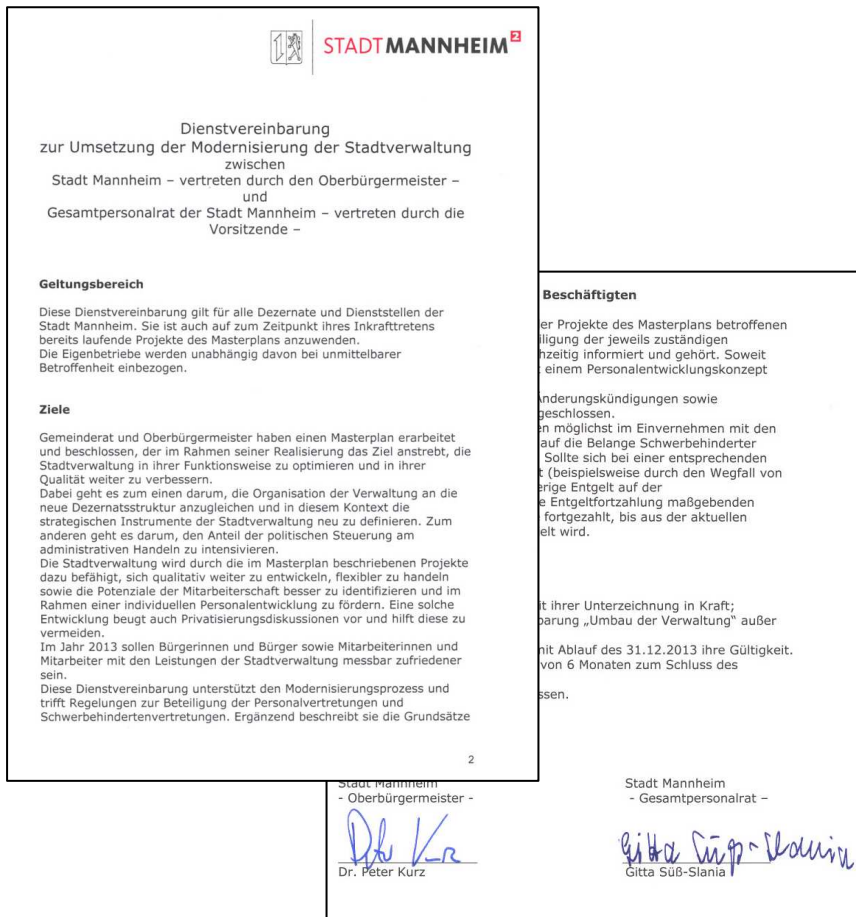 STADTMANNHEIM²
Dienstvereinbarung
zur Umsetzung der Modernisierung der Stadtverwaltung
zwischen
Stadt Mannheim – vertreten durch den Oberbürgermeister –
und
Gesamtpersonalrat der Stadt Mannheim – vertreten durch die
Vorsitzende –
Geltungsbereich
Diese Dienstvereinbarung gilt für alle Dezernate und Dienststellen der
Stadt Mannheim. Sie ist auch auf zum Zeitpunkt ihres Inkrafttretens
bereits laufende Projekte des Masterplans anzuwenden.
Die Eigenbetriebe werden unabhängig davon bei unmittelbarer
Betroffenheit einbezogen.
Ziele
Gemeinderat und Oberbürgermeister haben einen Masterplan erarbeitet
und beschlossen, der im Rahmen seiner Realisierung das Ziel anstrebt, die
Stadtverwaltung in ihrer Funktionsweise zu optimieren und in ihrer
Qualität weiter zu verbessern.
Dabei geht es zum einen darum, die Organisation der Verwaltung an die
neue Dezernatsstruktur anzugleichen und in diesem Kontext die
strategischen Instrumente der Stadtverwaltung neu zu definieren. Zum
anderen geht es darum, den Anteil der politischen Steuerung am
administrativen Handeln zu intensivieren.
Die Stadtverwaltung wird durch die im Masterplan beschriebenen Projekte
dazu befähigt, sich qualitativ weiter zu entwickeln, flexibler zu handeln
sowie die Potenziale der Mitarbeiterschaft besser zu identifizieren und im
Rahmen einer individuellen Personalentwicklung zu fördern. Eine solche
Entwicklung beugt auch Privatisierungsdiskussionen vor und hilft diese zu
vermeiden.
Im Jahr 2013 sollen Bürgerinnen und Bürger sowie Mitarbeiterinnen und
Mitarbeiter mit den Leistungen der Stadtverwaltung messbar zufriedener
sein.
Diese Dienstvereinbarung unterstützt den Modernisierungsprozess und
trifft Regelungen zur Beteiligung der Personalvertretungen und
Schwerbehindertenvertretungen. Ergänzend beschreibt sie die Grundsätze
2
Beschäftigten
er Projekte des Masterplans betroffenen
iligung der jeweils zuständigen
hzeitig informiert und gehört. Soweit
einem Personalentwicklungskonzept
Änderungskündigungen sowie
geschlossen.
en möglichst im Einvernehmen mit den
auf die Belange Schwerbehinderter
Sollte sich bei einer entsprechenden
t (beispielsweise durch den Wegfall von
erige Entgelt auf der
e Entgeltfortzahlung maßgebenden
fortgezahlt, bis aus der aktuellen
elt wird.
it ihrer Unterzeichnung in Kraft;
barung „Umbau der Verwaltung“ außer
mit Ablauf des 31.12.2013 ihre Gültigkeit.
von 6 Monaten zum Schluss des
ssen.
Stadt Mannheim Stadt Mannheim
- Oberbürgermeister - - Gesamtpersonalrat –
Gitta Süß-Slania
Dr. Peter Kurz Gitta Süß-Slania